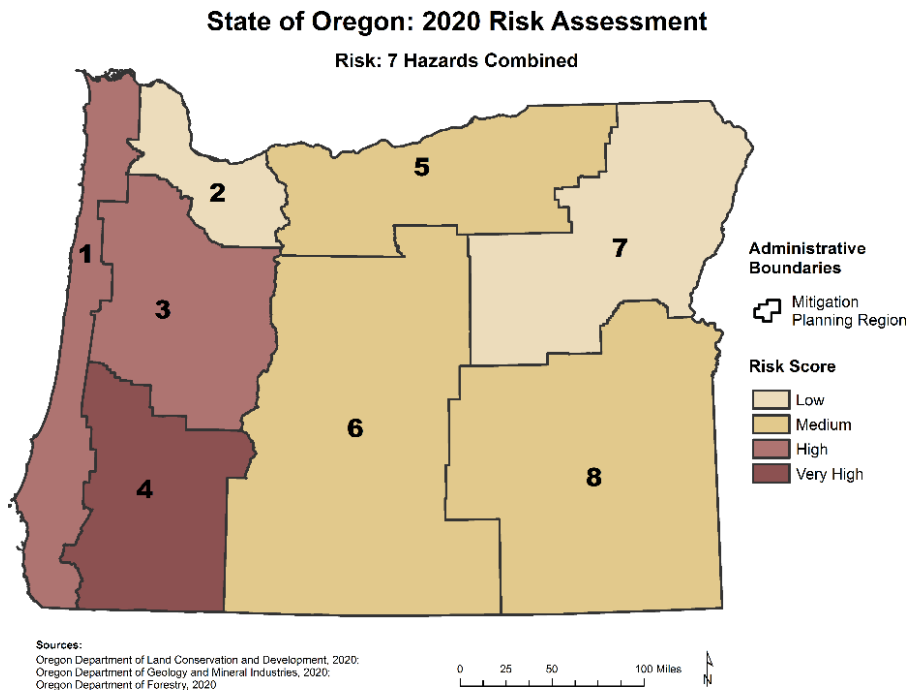 State of Oregon: 2020 Risk Assessment
Risk: 7 Hazards Combined
5
2
1
7
3
6
4
8
Administrative
Boundaries
Mitigation
Planning Region
Risk Score
Low
Medium
High
Very High
Sources:
Oregon Department of Land Conservation and Development, 2020:
Oregon Department of Geology and Mineral Industries, 2020:
Oregon Department of Forestry, 2020
0 25 50 100 Miles
N